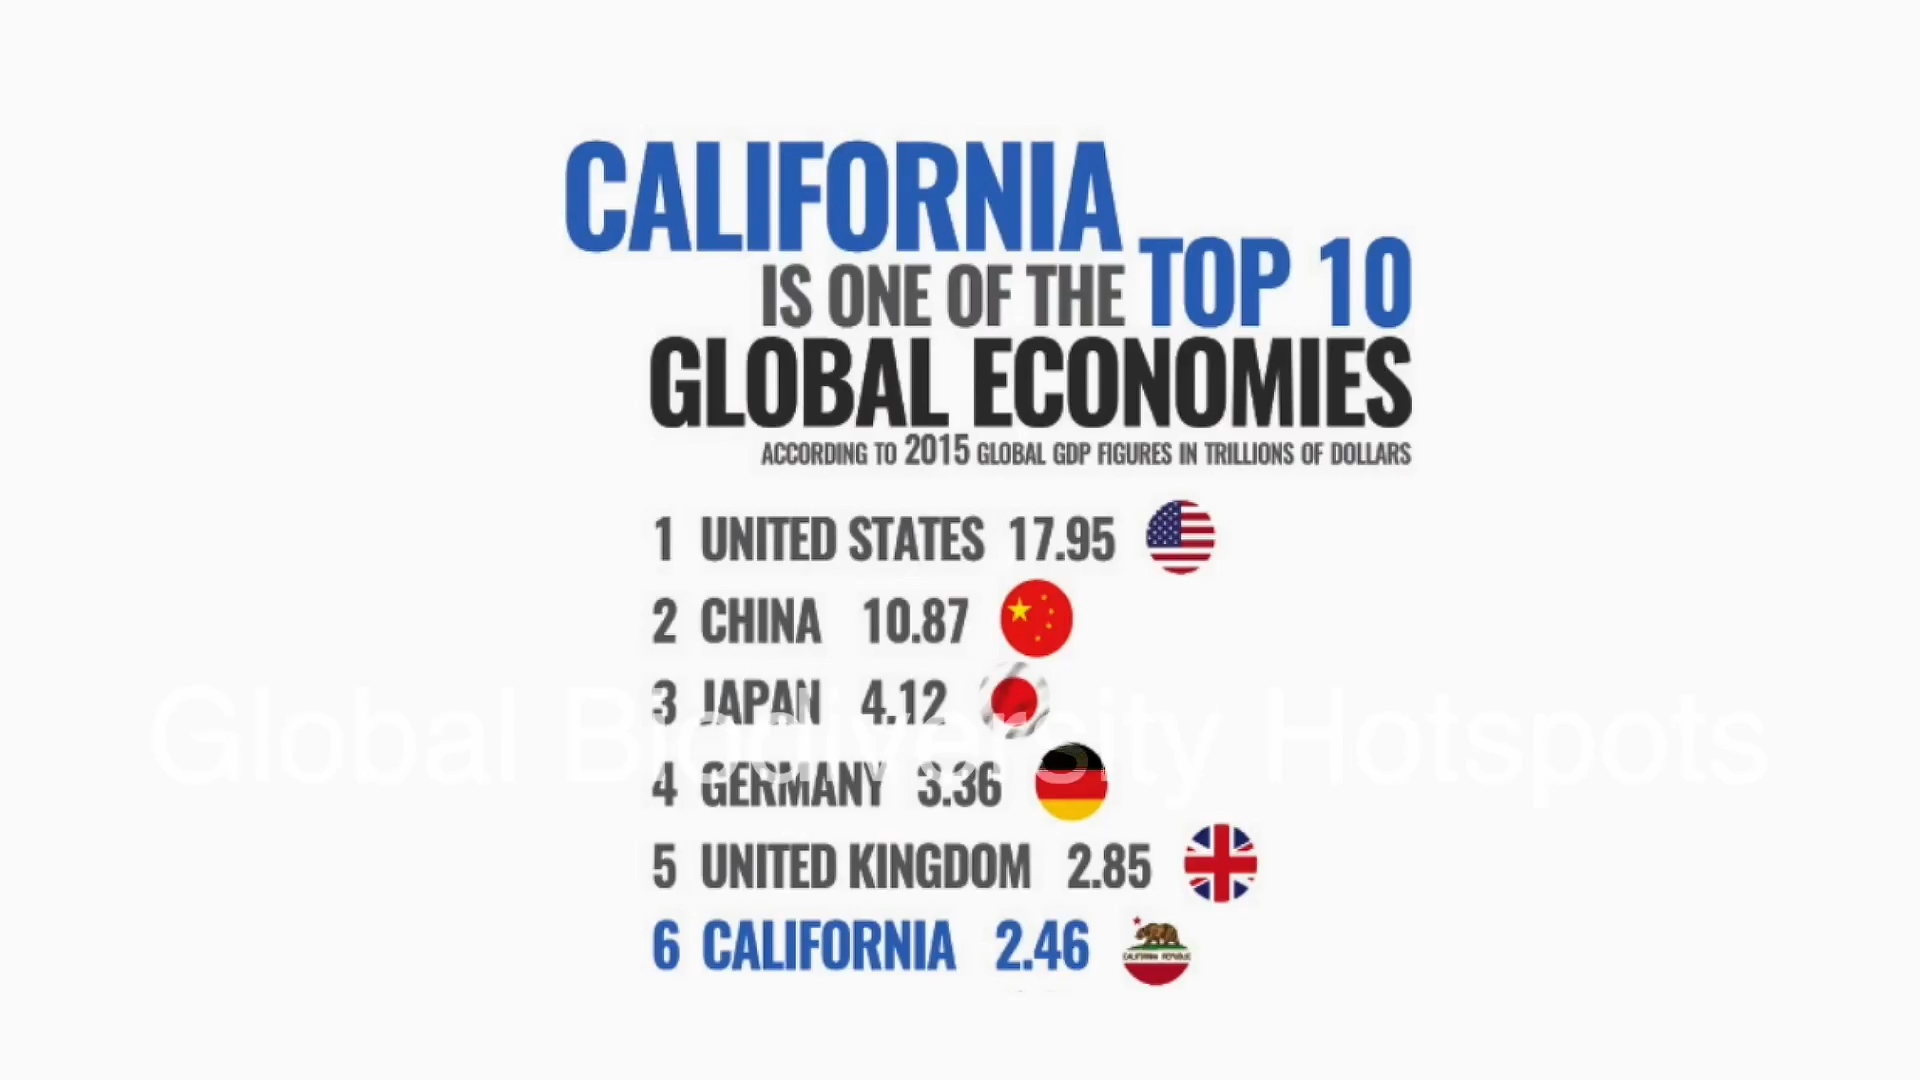 CALIFORNIA
IS ONE OF THE TOP 10
GLOBAL ECONOMIES
ACCORDING TO 2015 GLOBAL GDP FIGURES IN TRILLIONS OF DOLLARS
1 UNITED STATES 17.95
2 CHINA 10.87
3 JAPAN 4.12
Global Biodiversity Hotspots
4 GERMANY 3.36
5 UNITED KINGDOM 2.85
6 CALIFORNIA 2.46
CALIFORNIA REPUBLIC